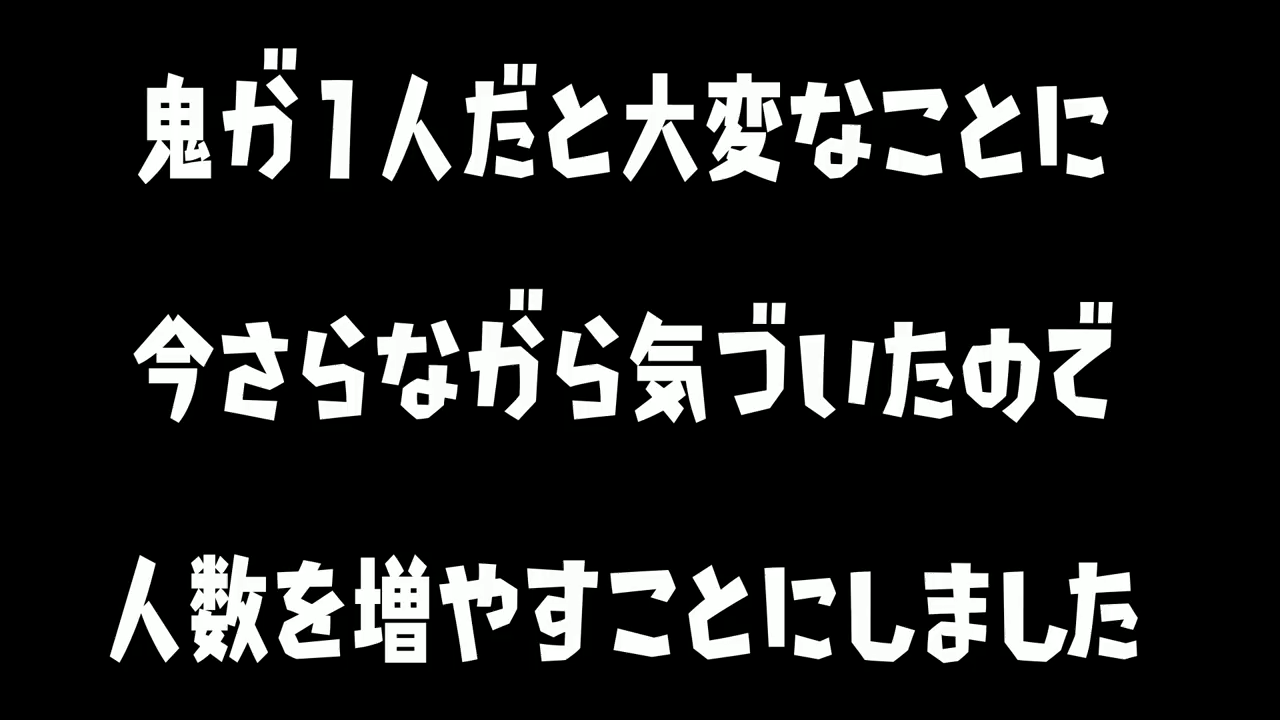 鬼が1人だと大変なことに
今さらながら気づいたので
人数を増やすことにしました